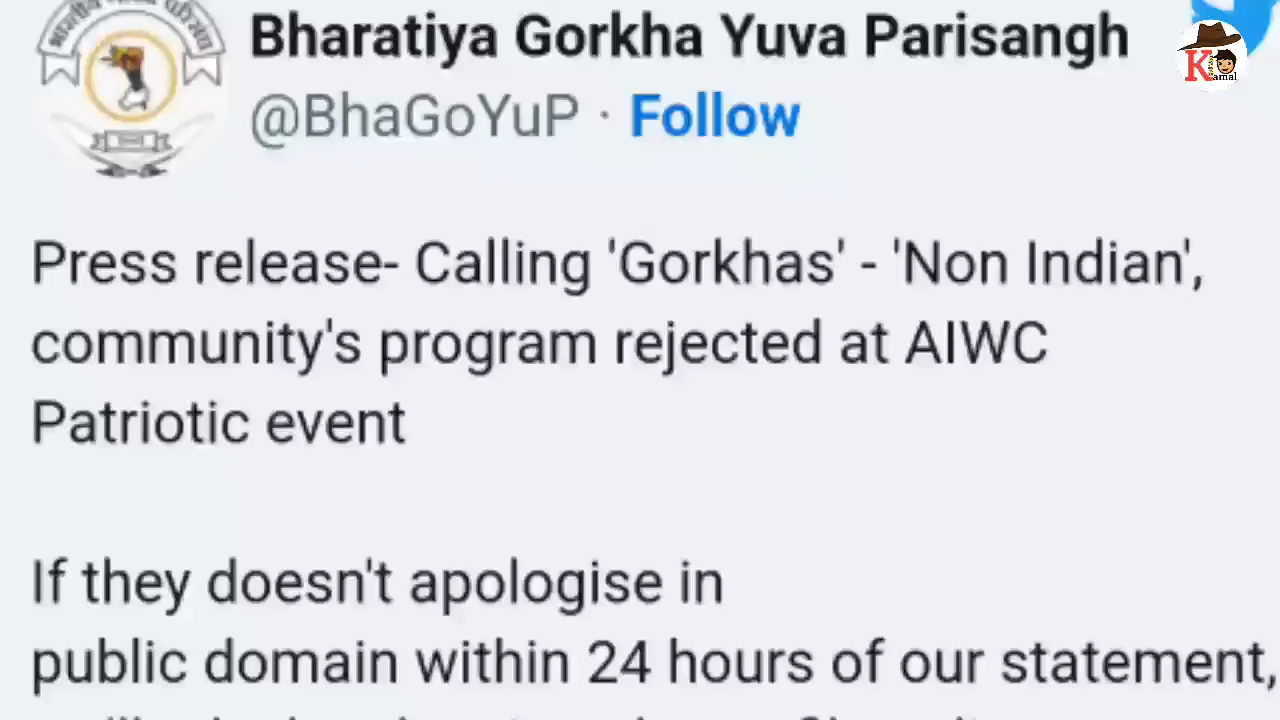 Bharatiya Gorkha Yuva Parisangh
@BhaGoYuP · Follow
K
amal
Press release- Calling 'Gorkhas' - 'Non Indian',
community's program rejected at AIWC
Patriotic event
If they doesn't apologise in
public domain within 24 hours of our statement,